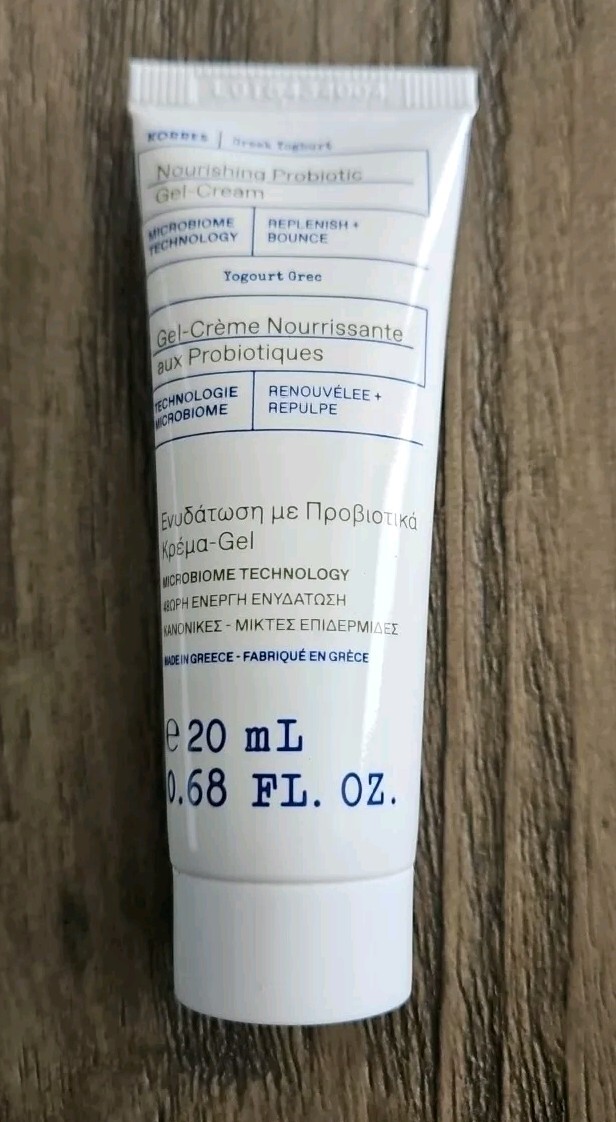 KORRES | Greek Yoghurt
Nourishing Probiotic
Gel-Cream
MICROBIOME TECHNOLOGY
REPLENISH + BOUNCE
Yogourt Grec
Gel-Crème Nourrissante
aux Probiotiques
TECHNOLOGIE MICROBIOME
RENOUVÉLEE + REPULPE
Ενυδάτωση με Προβιοτικά
Κρέμα-Gel
MICROBIOME TECHNOLOGY
48ΩΡΗ ΕΝΕΡΓΗ ΕΝΥΔΑΤΩΣΗ
ΚΑΝΟΝΙΚΕΣ - ΜΙΚΤΕΣ ΕΠΙΔΕΡΜΙΔΕΣ
MADE IN GREECE - FABRIQUÉ EN GRÈCE
e 20 mL
0.68 FL. OZ.